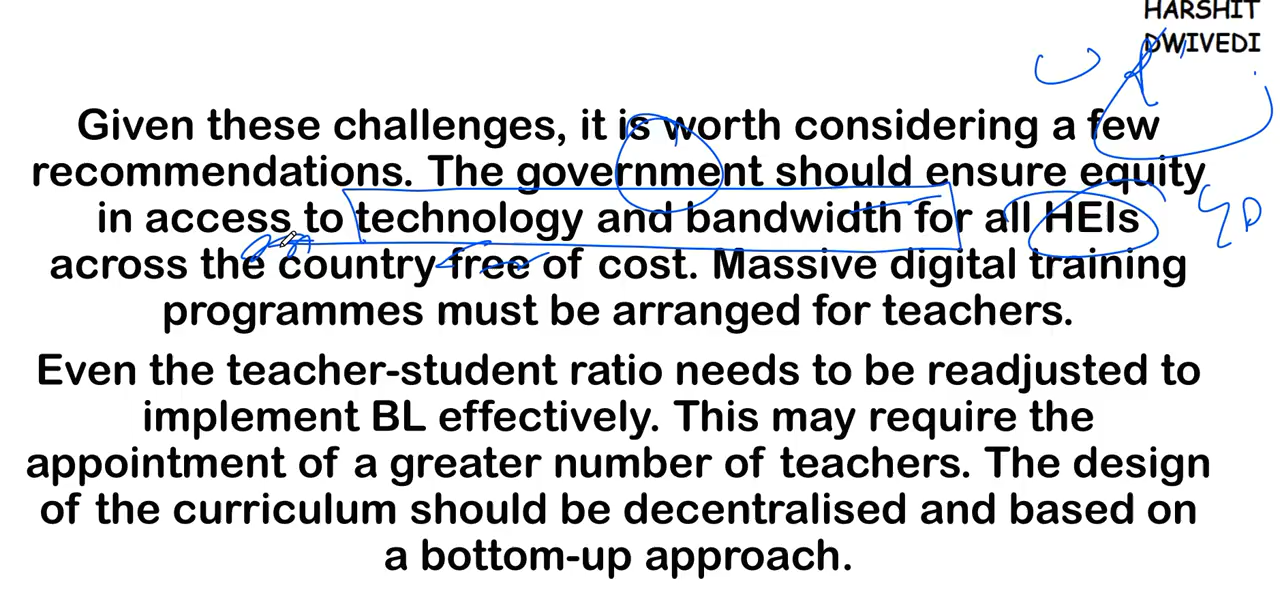 HARSHIT
DWIVEDI
Given these challenges, it is worth considering a few
recommendations. The government should ensure equity
in access to technology and bandwidth for all HEIs
across the country free of cost. Massive digital training
programmes must be arranged for teachers.
Even the teacher-student ratio needs to be readjusted to
implement BL effectively. This may require the
appointment of a greater number of teachers. The design
of the curriculum should be decentralised and based on
a bottom-up approach.